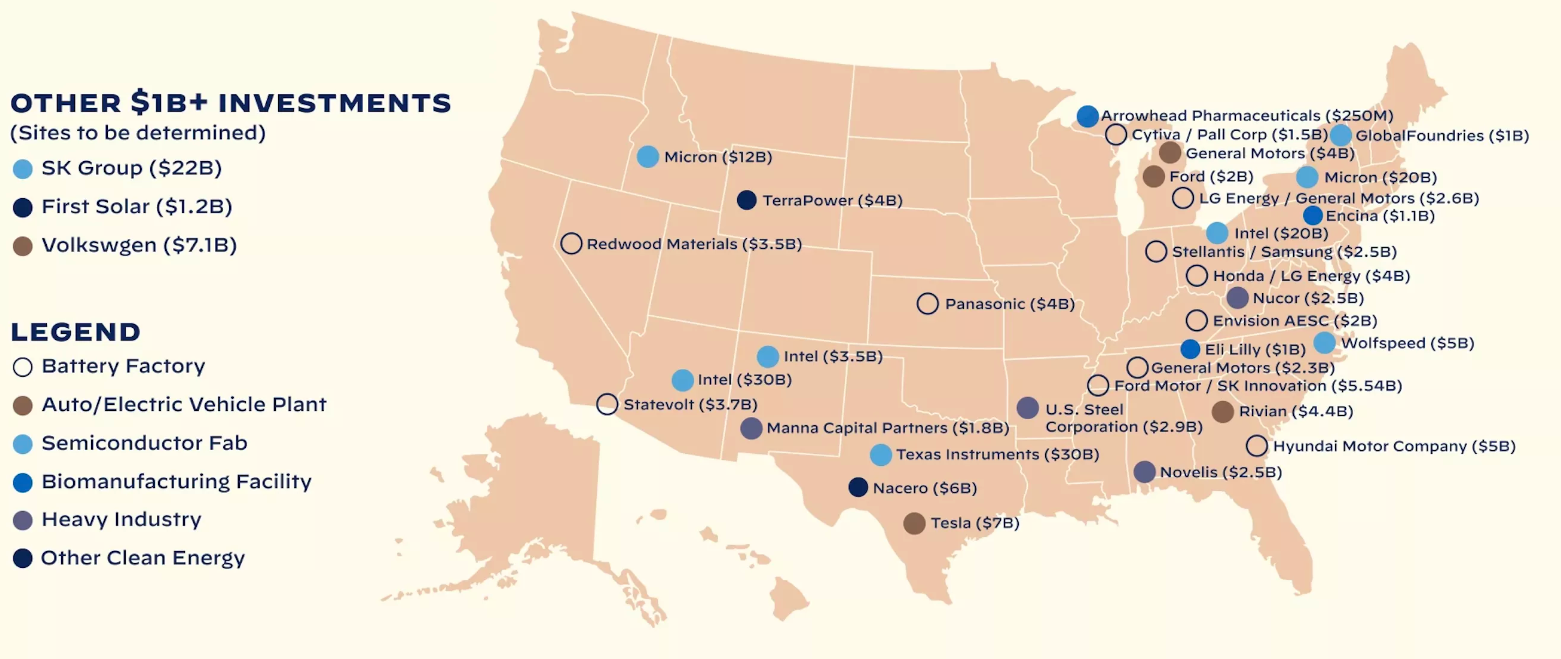 OTHER $1B+ INVESTMENTS
(Sites to be determined)
SK Group ($22B)
First Solar ($1.2B)
Volkswgen ($7.1B)
LEGEND
Battery Factory
Auto/Electric Vehicle Plant
Semiconductor Fab
Biomanufacturing Facility
Heavy Industry
Other Clean Energy
Micron ($12B)
TerraPower ($4B)
Redwood Materials ($3.5B)
Panasonic ($4B)
Intel ($3.5B)
Intel ($30B)
Statevolt ($3.7B)
Manna Capital Partners ($1.8B)
Texas Instruments ($30B)
Nacero ($6B)
Tesla ($7B)
Arrowhead Pharmaceuticals ($250M)
Cytiva / Pall Corp ($1.5B)
GlobalFoundries ($1B)
General Motors ($4B)
Ford ($2B)
Micron ($20B)
LG Energy / General Motors ($2.6B)
Encina ($1.1B)
Intel ($20B)
Stellantis / Samsung ($2.5B)
Honda / LG Energy ($4B)
Nucor ($2.5B)
Envision AESC ($2B)
Wolfspeed ($5B)
Eli Lilly ($1B)
General Motors ($2.3B)
Ford Motor / SK Innovation ($5.54B)
U.S. Steel
Corporation ($2.9B)
Rivian ($4.4B)
Hyundai Motor Company ($5B)
Novelis ($2.5B)